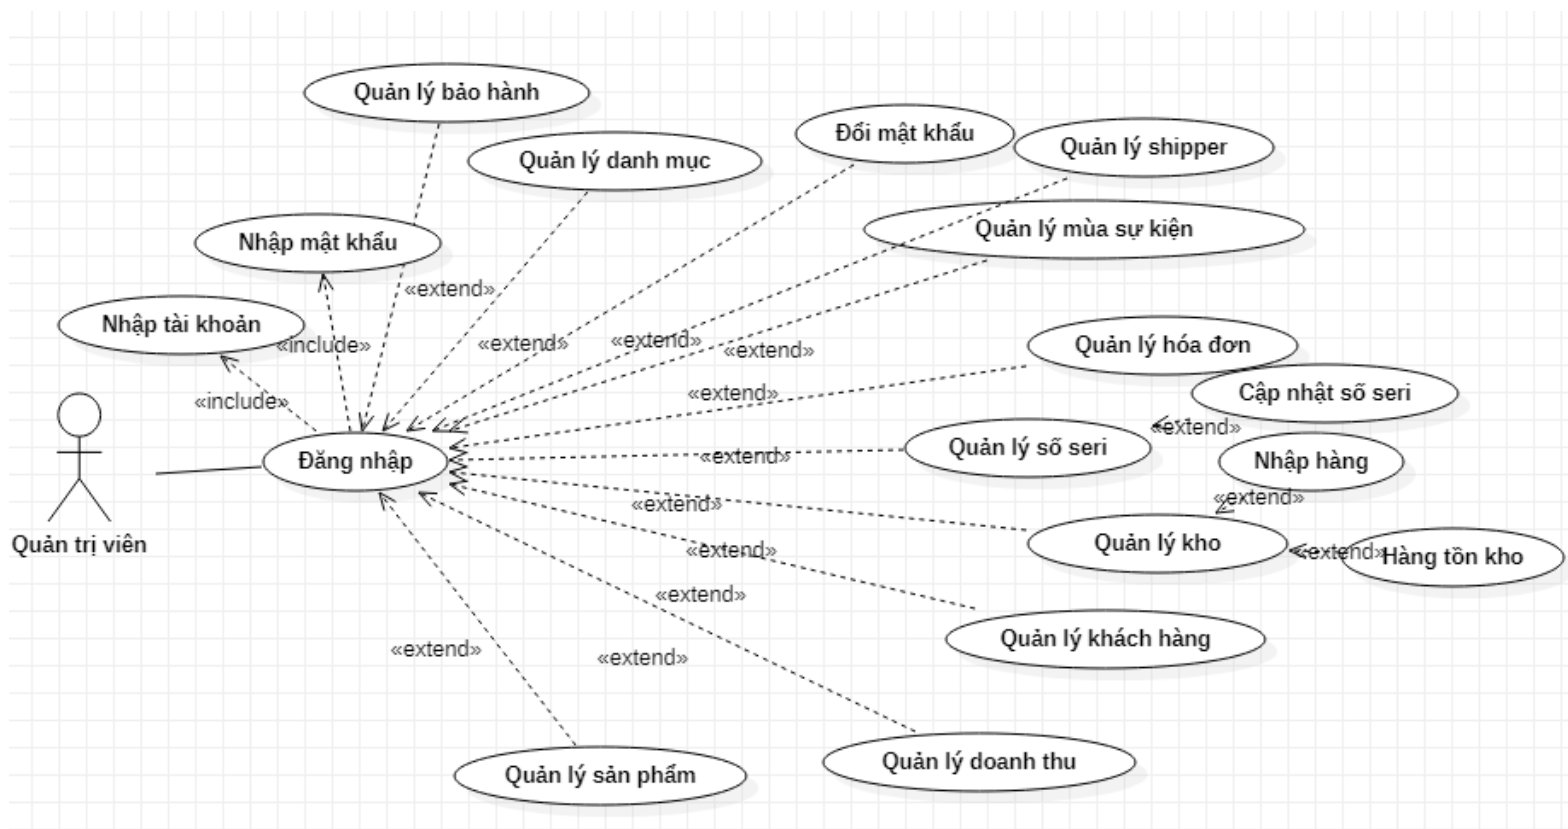 Quản lý bảo hành
Đổi mật khẩu
Quản lý shipper
Quản lý danh mục
Quản lý mùa sự kiện
Nhập mật khẩu
«extend»
Nhập tài khoản
«include»
«extend»
«extend»
«extend»
Quản lý hóa đơn
«include»
«extend»
Cập nhật số seri
«extend»
Quản lý số seri
«extend»
Đăng nhập
Nhập hàng
«extend»
«extend»
Quản trị viên
«extend»
Quản lý kho
«extend»
Hàng tồn kho
«extend»
Quản lý khách hàng
«extend»
«extend»
Quản lý sản phẩm
Quản lý doanh thu